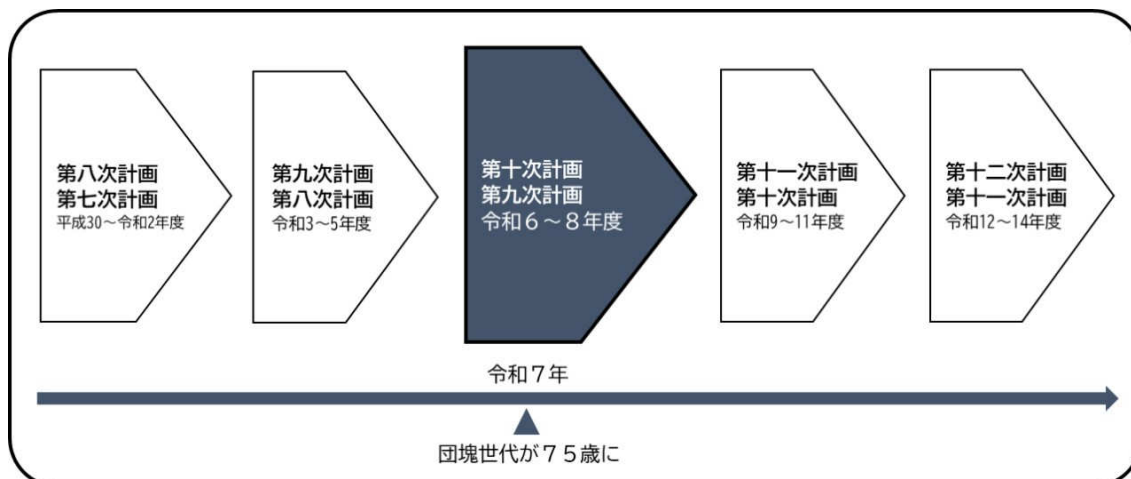 第八次計画
第七次計画
平成30～令和2年度
第九次計画
第八次計画
令和3～5年度
第十次計画
第九次計画
令和６～８年度
第十一次計画
第十次計画
令和9～11年度
第十二次計画
第十一次計画
令和12～14年度
令和７年
団塊世代が７５歳に